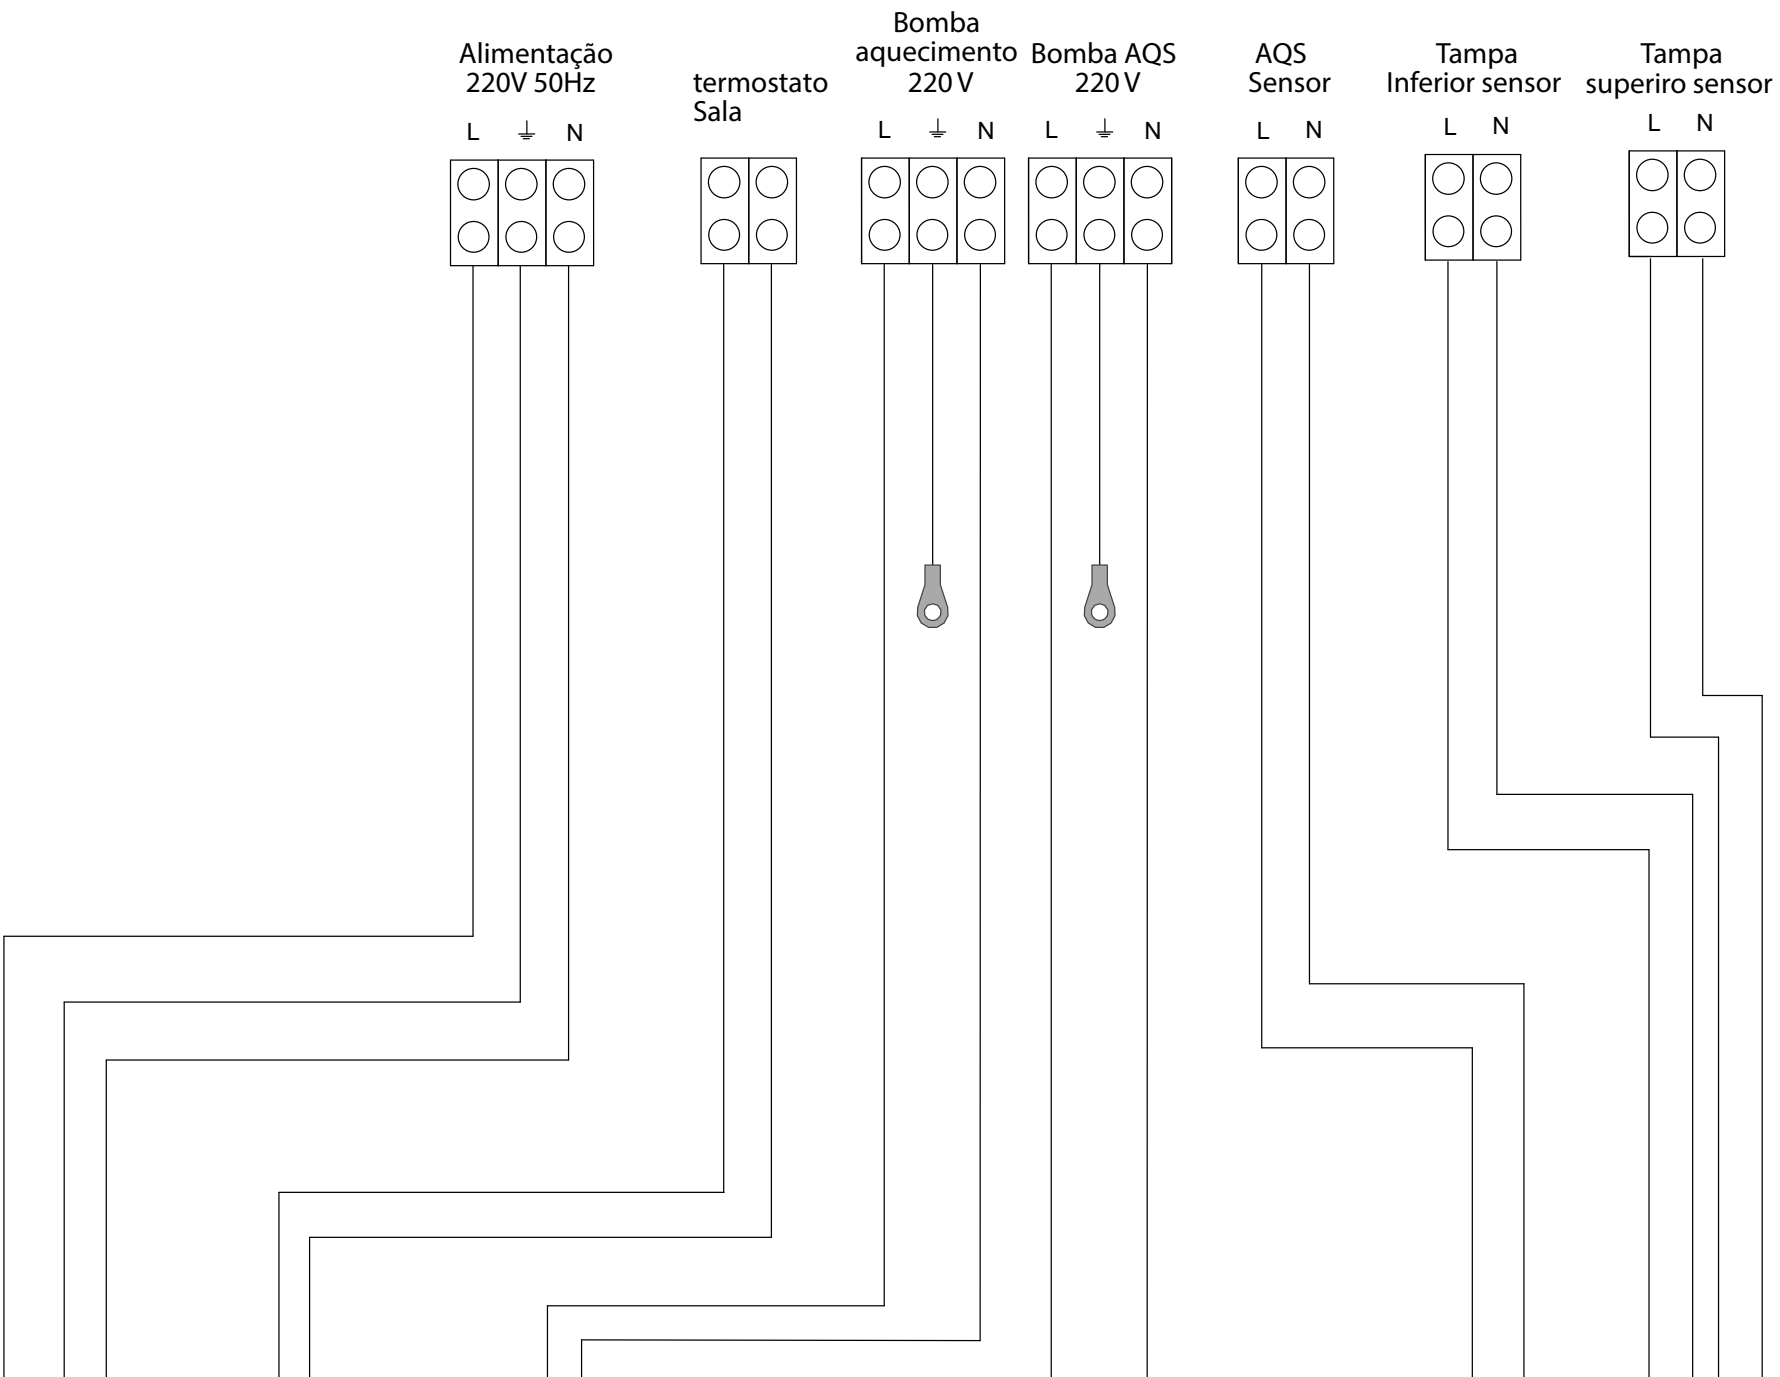 Alimentação
220V 50Hz
L ⏚ N
termostato
Sala
Bomba
aquecimento
220 V
L ⏚ N
Bomba AQS
220 V
L ⏚ N
AQS
Sensor
L N
Tampa
Inferior sensor
L N
Tampa
superiro sensor
L N